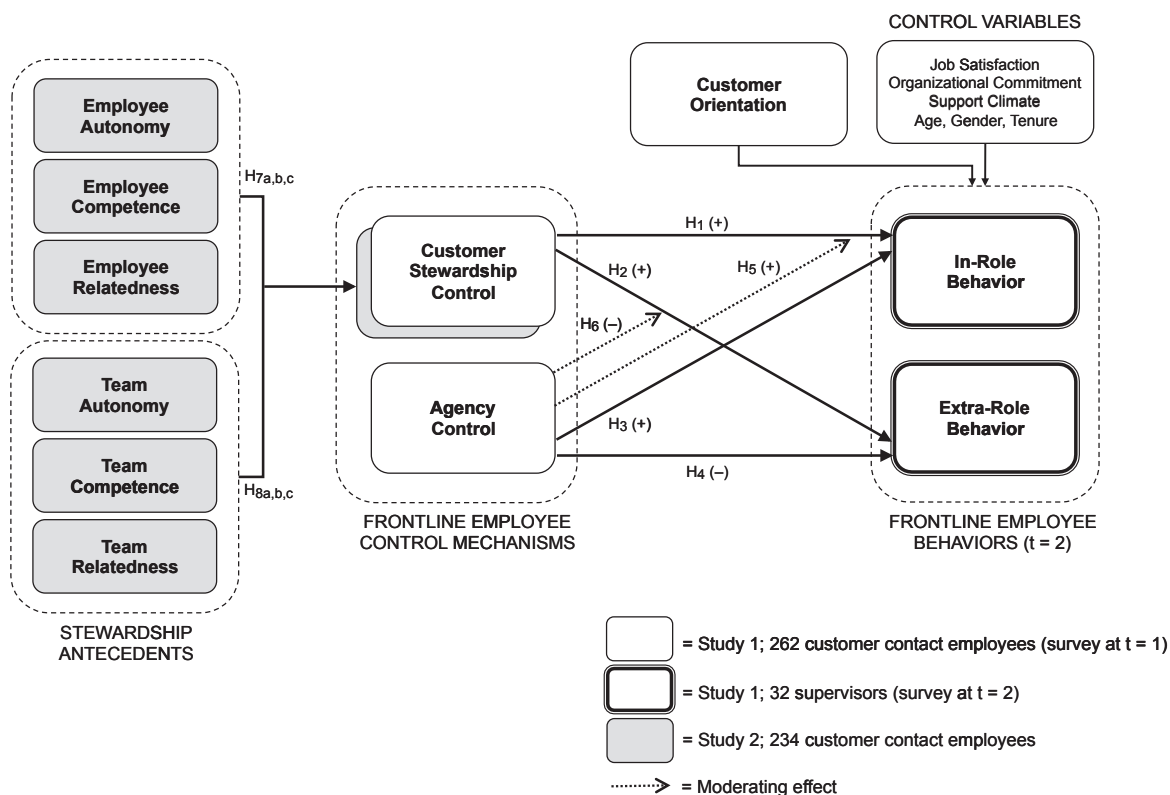 CONTROL VARIABLES
Job Satisfaction
Organizational Commitment
Support Climate
Age, Gender, Tenure
Customer
Orientation
Employee
Autonomy
Employee
Competence
Employee
Relatedness
H7a,b,c
Team
Autonomy
Team
Competence
Team
Relatedness
H8a,b,c
STEWARDSHIP
ANTECEDENTS
Customer
Stewardship
Control
Agency
Control
FRONTLINE EMPLOYEE
CONTROL MECHANISMS
H1 (+)
H2 (+)
H5 (+)
H6 (–)
H3 (+)
H4 (–)
In-Role
Behavior
Extra-Role
Behavior
FRONTLINE EMPLOYEE
BEHAVIORS (t = 2)
= Study 1; 262 customer contact employees (survey at t = 1)
= Study 1; 32 supervisors (survey at t = 2)
= Study 2; 234 customer contact employees
= Moderating effect